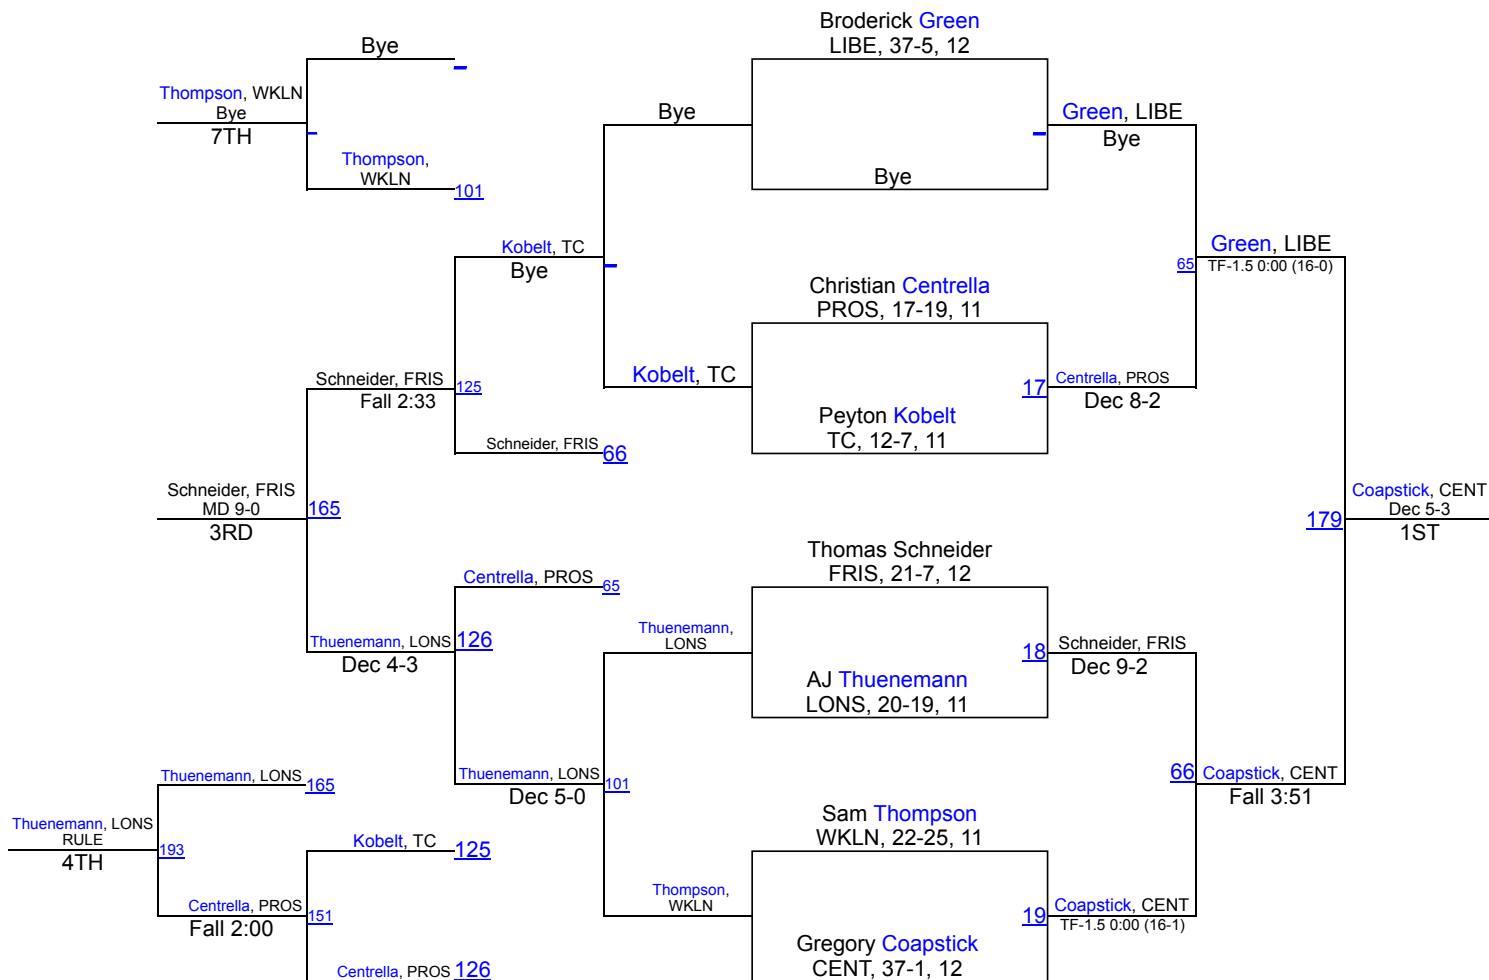 Broderick Green
LIBE, 37-5, 12
Bye
Thompson, WKLN
Bye
7TH
Thompson,
WKLN
101
Bye
Green, LIBE
Bye
Bye
Kobelt, TC
Bye
Green, LIBE
65
TF-1.5 0:00 (16-0)
Christian Centrella
PROS, 17-19, 11
Schneider, FRIS
125
Fall 2:33
Kobelt, TC
17
Centrella, PROS
Dec 8-2
Peyton Kobelt
TC, 12-7, 11
Schneider, FRIS
66
Schneider, FRIS
MD 9-0
165
3RD
Coapstick, CENT
Dec 5-3
179
1ST
Thomas Schneider
FRIS, 21-7, 12
Centrella, PROS
65
Thuenemann, LONS
126
Dec 4-3
Thuenemann,
LONS
18
Schneider, FRIS
Dec 9-2
AJ Thuenemann
LONS, 20-19, 11
Thuenemann, LONS
165
Thuenemann, LONS
101
Dec 5-0
66
Coapstick, CENT
Fall 3:51
Sam Thompson
WKLN, 22-25, 11
Thuenemann, LONS
RULE
193
4TH
Kobelt, TC
125
Thompson,
WKLN
Centrella, PROS
151
Fall 2:00
19
Coapstick, CENT
TF-1.5 0:00 (16-1)
Gregory Coapstick
CENT, 37-1, 12
Centrella, PROS
126